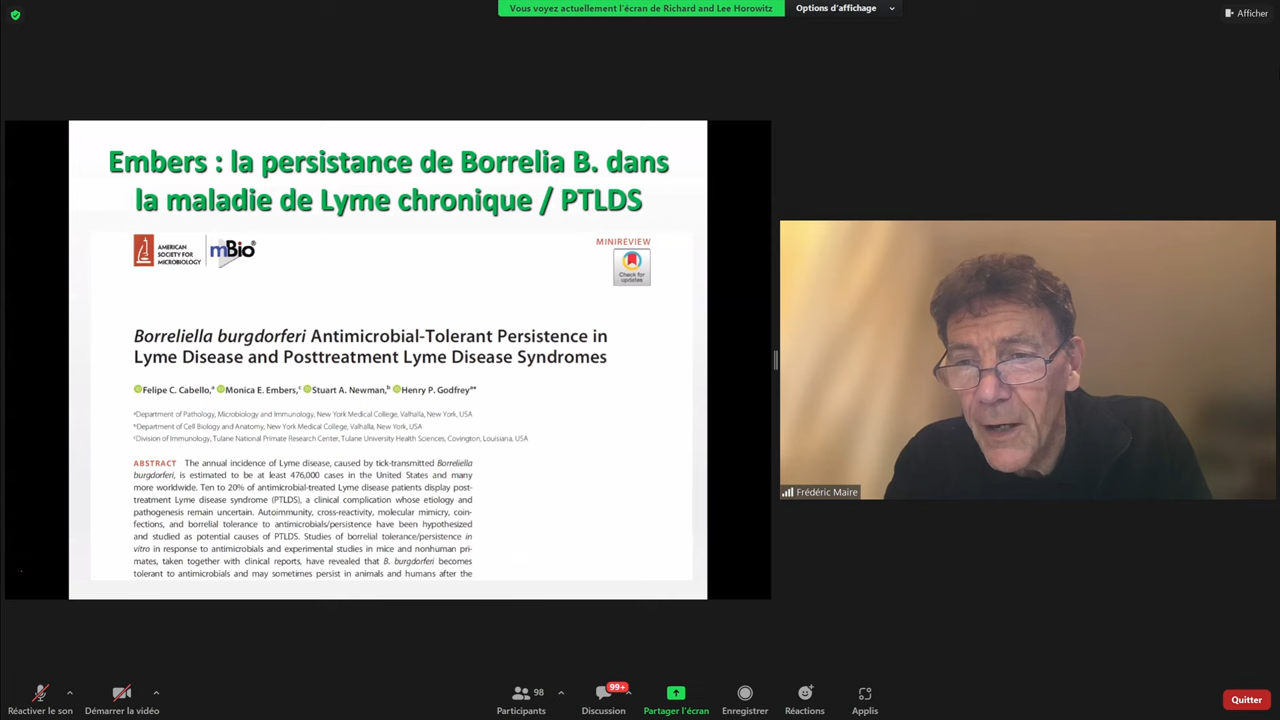 Vous voyez actuellement l'écran de Richard and Lee Horowitz
Options d'affichage
Afficher
Embers : la persistance de Borrelia B. dans
la maladie de Lyme chronique / PTLDS
AMERICAN
SOCIETY FOR
MICROBIOLOGY
mBio®
MINIREVIEW
Check for
updates
Borreliella burgdorferi Antimicrobial-Tolerant Persistence in
Lyme Disease and Posttreatment Lyme Disease Syndromes
Felipe C. Cabello,ᵃ Monica E. Embers,ᶜ Stuart A. Newman,ᵇ Henry P. Godfreyᵃ*
ᵃDepartment of Pathology, Microbiology and Immunology, New York Medical College, Valhalla, New York, USA
ᵇDepartment of Cell Biology and Anatomy, New York Medical College, Valhalla, New York, USA
ᶜDivision of Immunology, Tulane National Primate Research Center, Tulane University Health Sciences, Covington, Louisiana, USA
ABSTRACT The annual incidence of Lyme disease, caused by tick-transmitted Borreliella
burgdorferi, is estimated to be at least 476,000 cases in the United States and many
more worldwide. Ten to 20% of antimicrobial-treated Lyme disease patients display post-
treatment Lyme disease syndrome (PTLDS), a clinical complication whose etiology and
pathogenesis remain uncertain. Autoimmunity, cross-reactivity, molecular mimicry, coin-
fections, and borrelial tolerance to antimicrobials/persistence have been hypothesized
and studied as potential causes of PTLDS. Studies of borrelial tolerance/persistence in
vitro in response to antimicrobials and experimental studies in mice and nonhuman pri-
mates, taken together with clinical reports, have revealed that B. burgdorferi becomes
tolerant to antimicrobials and may sometimes persist in animals and humans after the
Frédéric Maire
Réactiver le son
Démarrer la vidéo
98
Participants
99+
Discussion
Partager l'écran
Enregistrer
Réactions
Applis
Quitter